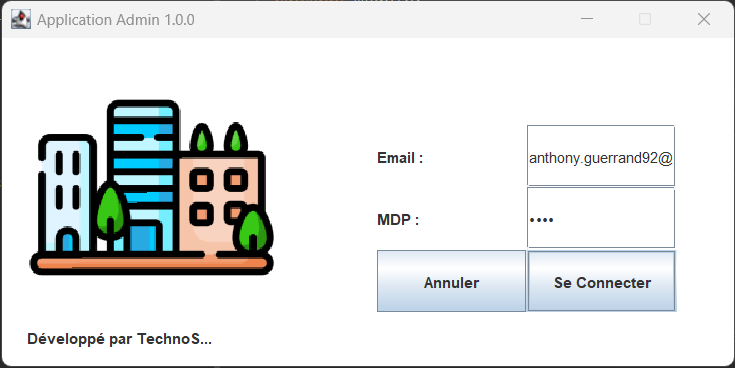 Application Admin 1.0.0
Email :
anthony.guerrand92@
MDP :
••••
Annuler
Se Connecter
Développé par TechnoS...